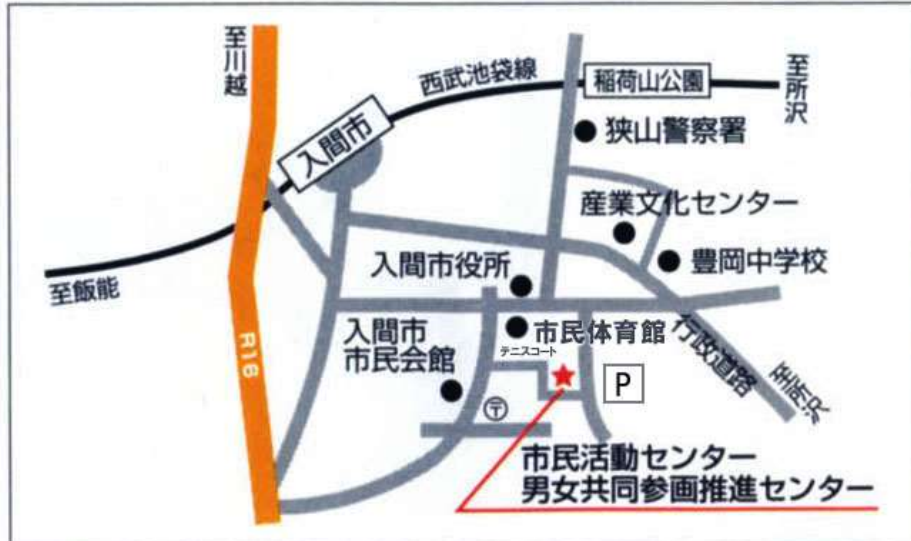 至川越
西武池袋線
稲荷山公園
至所沢
入間市
狭山警察署
産業文化センター
豊岡中学校
入間市役所
至飯能
R16
入間市
市民会館
市民体育館
テニスコート
行政道路
至所沢
P
〒
市民活動センター
男女共同参画推進センター